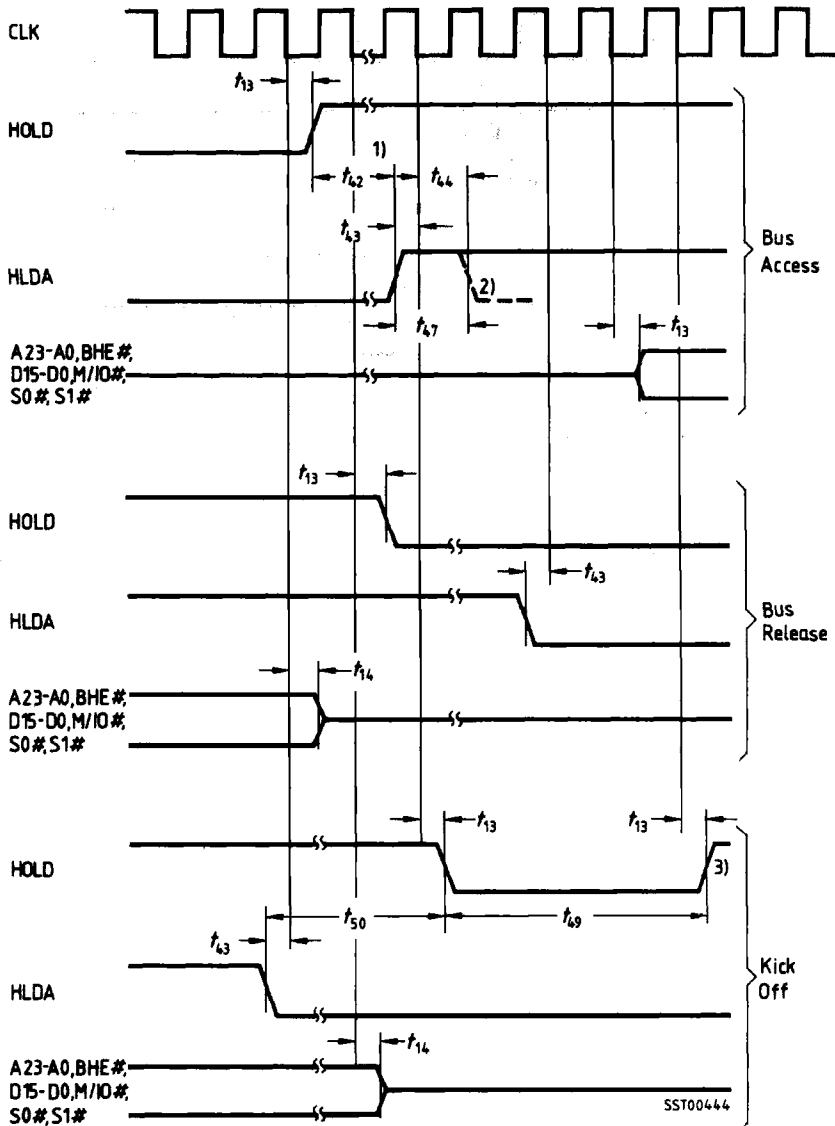 CLK
t13
HOLD
1)
t42
t44
t43
HLDA
2)
t47
t13
A23-A0,BHE#,
D15-D0,M/IO#,
S0#,S1#
Bus
Access
t13
HOLD
t43
HLDA
t14
A23-A0,BHE#,
D15-D0,M/IO#,
S0#,S1#
Bus
Release
t13
t13
HOLD
3)
t50
t49
t43
HLDA
t14
A23-A0,BHE#,
D15-D0,M/IO#,
S0#,S1#
Kick
Off
SST00444